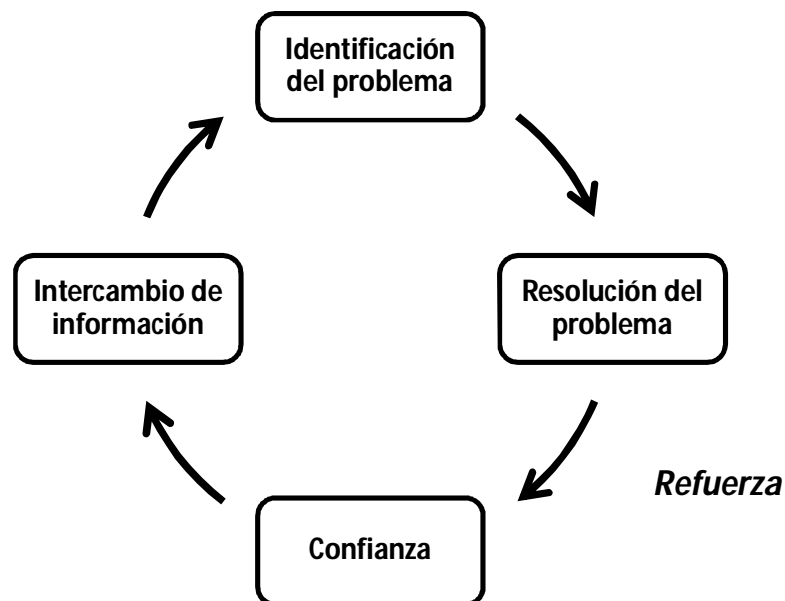 Identificación
del problema
Intercambio de
información
Resolución del
problema
Refuerza
Confianza